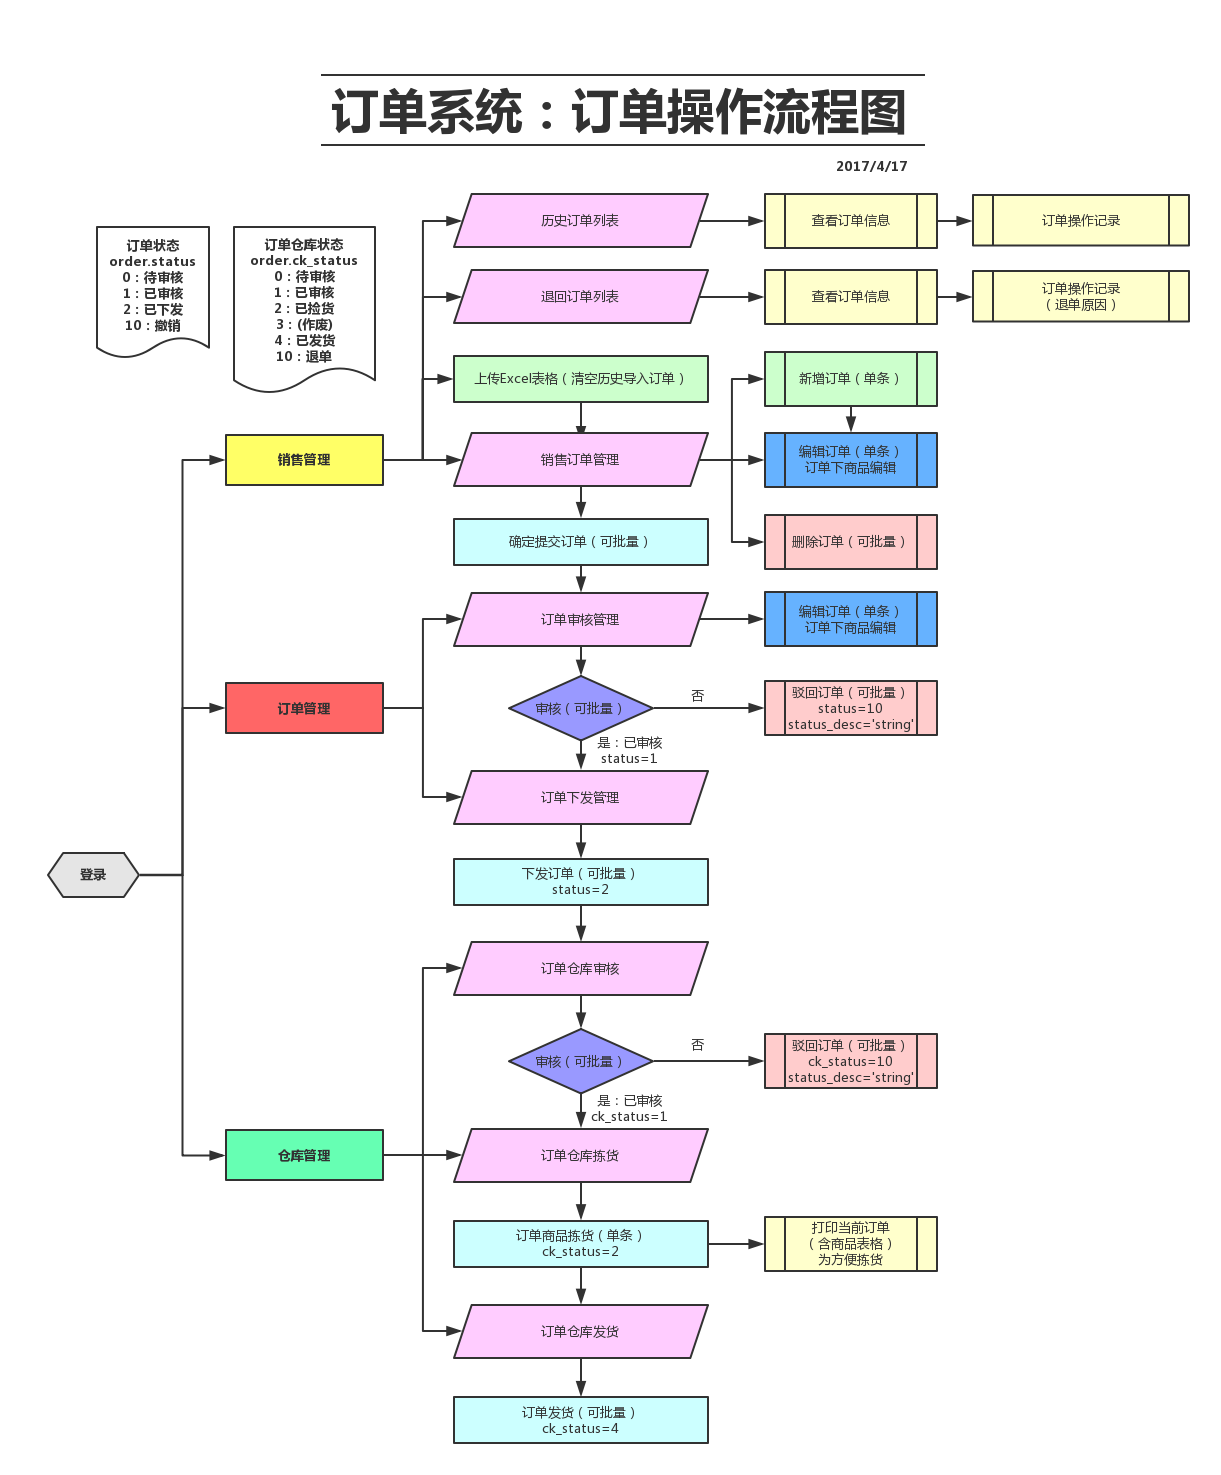 订单系统：订单操作流程图
2017/4/17
订单状态
order.status
0：待审核
1：已审核
2：已下发
10：撤销
订单仓库状态
order.ck_status
0：待审核
1：已审核
2：已捡货
3：(作废)
4：已发货
10：退单
历史订单列表
查看订单信息
订单操作记录
退回订单列表
查看订单信息
订单操作记录
（退单原因）
上传Excel表格（清空历史导入订单）
新增订单（单条）
销售管理
销售订单管理
编辑订单（单条）
订单下商品编辑
确定提交订单（可批量）
删除订单（可批量）
订单审核管理
编辑订单（单条）
订单下商品编辑
订单管理
审核（可批量）
否
驳回订单（可批量）
status=10
status_desc='string'
是：已审核
status=1
订单下发管理
登录
下发订单（可批量）
status=2
订单仓库审核
审核（可批量）
否
驳回订单（可批量）
ck_status=10
status_desc='string'
是：已审核
ck_status=1
仓库管理
订单仓库拣货
订单商品拣货（单条）
ck_status=2
打印当前订单
（含商品表格）
为方便拣货
订单仓库发货
订单发货（可批量）
ck_status=4